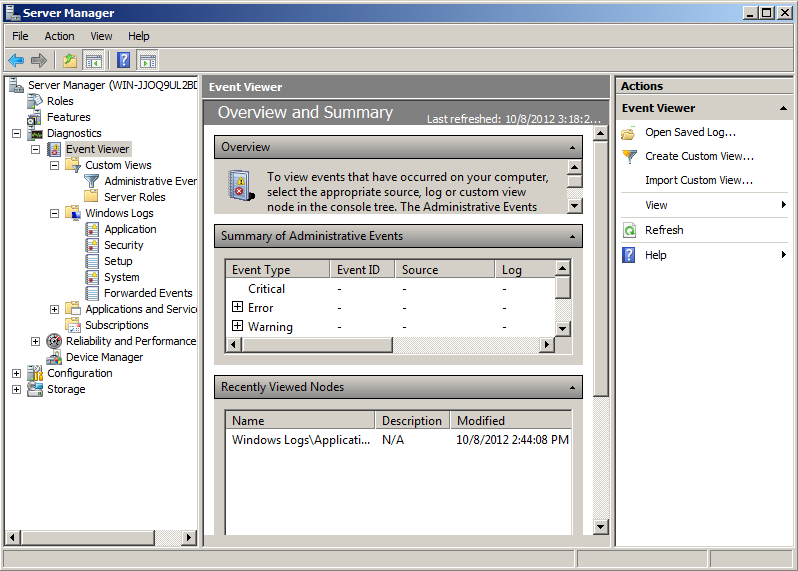 Server Manager
File Action View Help
Server Manager (WIN-JJOQ9UL2BD
Roles
Features
Diagnostics
Event Viewer
Custom Views
Administrative Ever
Server Roles
Windows Logs
Application
Security
Setup
System
Forwarded Events
Applications and Service
Subscriptions
Reliability and Performance
Device Manager
Configuration
Storage
Event Viewer
Overview and Summary Last refreshed: 10/8/2012 3:18:2...
Overview
To view events that have occurred on your computer,
select the appropriate source, log or custom view
node in the console tree. The Administrative Events
Summary of Administrative Events
Event Type Event ID Source Log
Critical - - -
Error - - -
Warning - - -
Recently Viewed Nodes
Name Description Modified
Windows Logs\Applicati... N/A 10/8/2012 2:44:08 PM
Actions
Event Viewer
Open Saved Log...
Create Custom View...
Import Custom View...
View
Refresh
Help